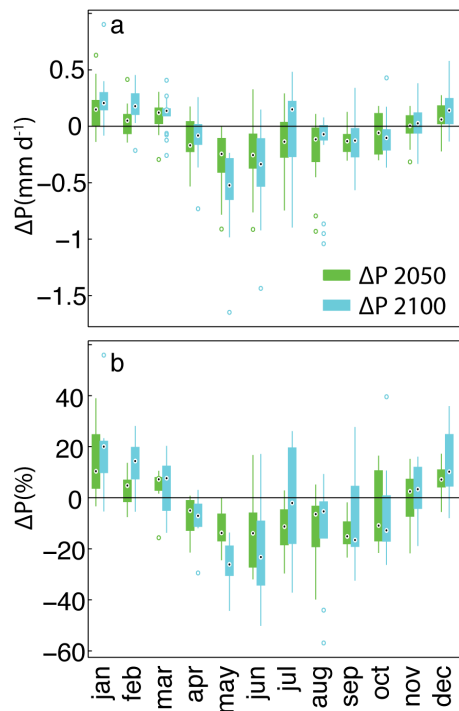 a
ΔP(mm d⁻¹)
0.5
0
−0.5
−1
−1.5
ΔP 2050
ΔP 2100
b
ΔP(%)
40
20
0
−20
−40
−60
jan feb mar apr may jun jul aug sep oct nov dec